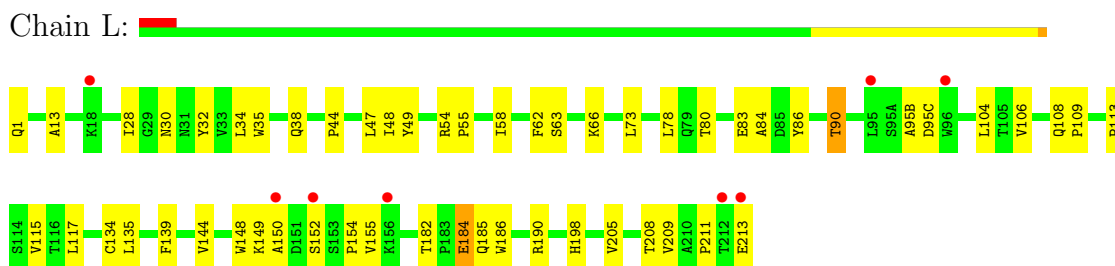 Chain L:
Q1 A13 K18 I28 G29 N30 N31 Y32 V33 L34 W35 Q38 P44 L47 I48 Y49 R54 P55 I58 F62 S63 K66 L73 L78 Q79 T80 E83 A84 D85 Y86 T90 L95 S95A A95B D95C W96 L104 T105 V106 Q108 P109
S114 V115 T116 L117 C134 L135 F139 V144 W148 K149 A150 D151 S152 S153 P154 V155 K156 T182 P183 E184 Q185 W186 R190 H198 V205 T208 V209 A210 P211 T212 E213